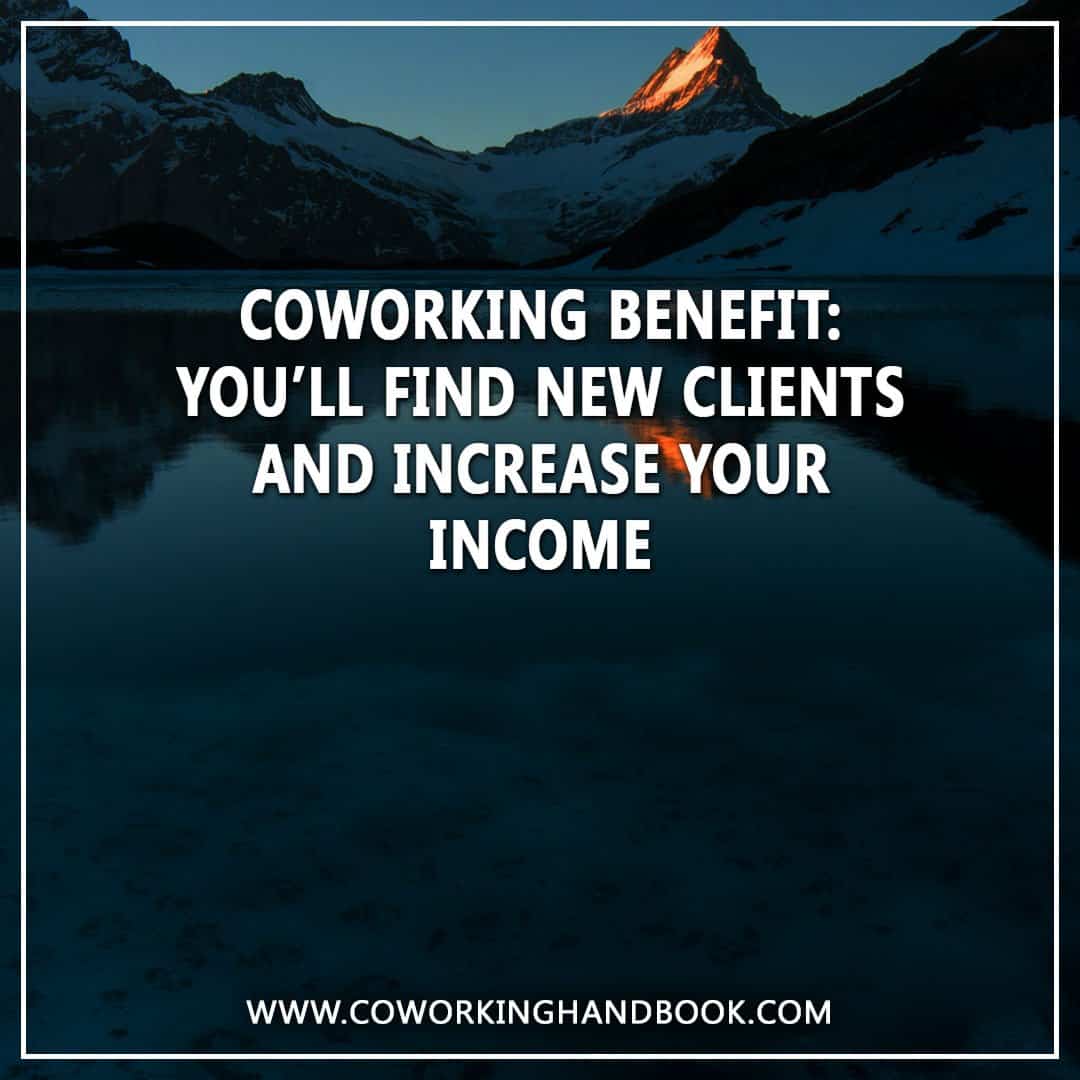 COWORKING BENEFIT:
YOU’LL FIND NEW CLIENTS
AND INCREASE YOUR
INCOME
WWW.COWORKINGHANDBOOK.COM